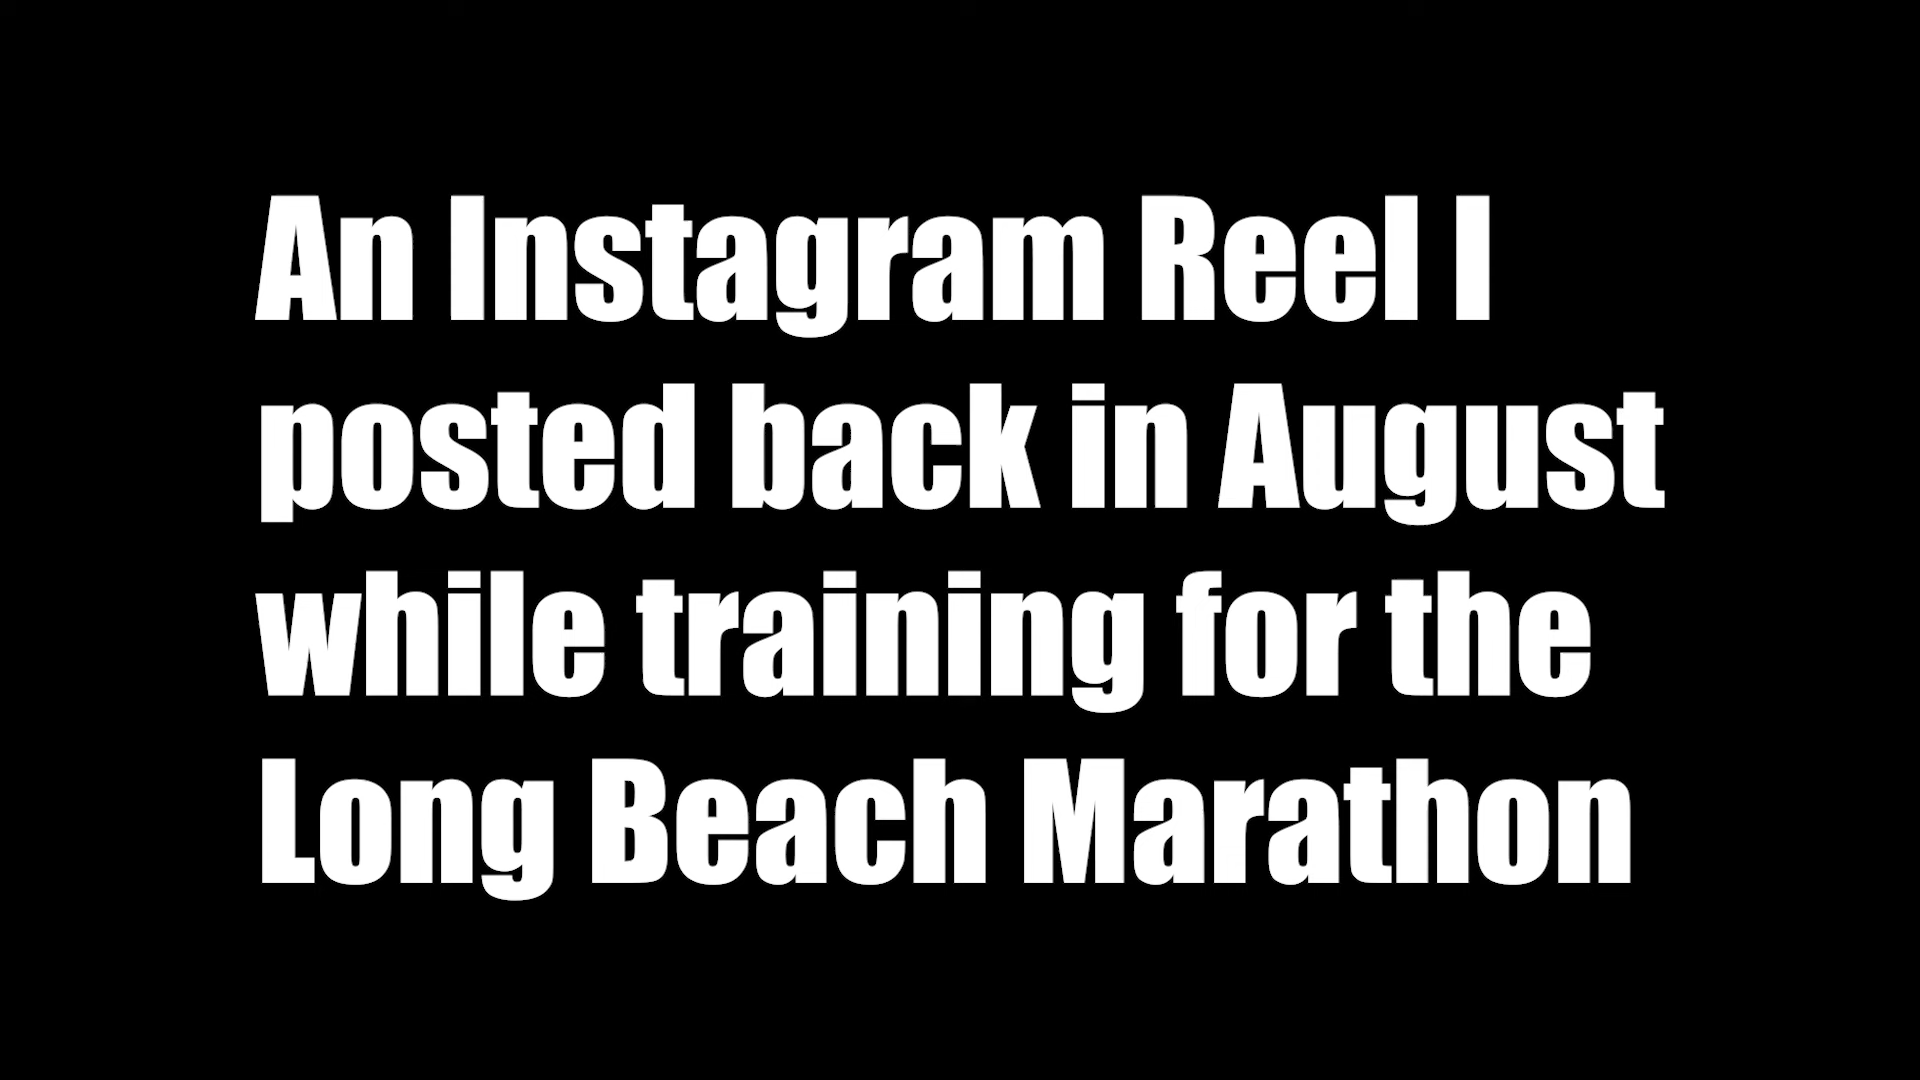 An Instagram Reel I
posted back in August
while training for the
Long Beach Marathon